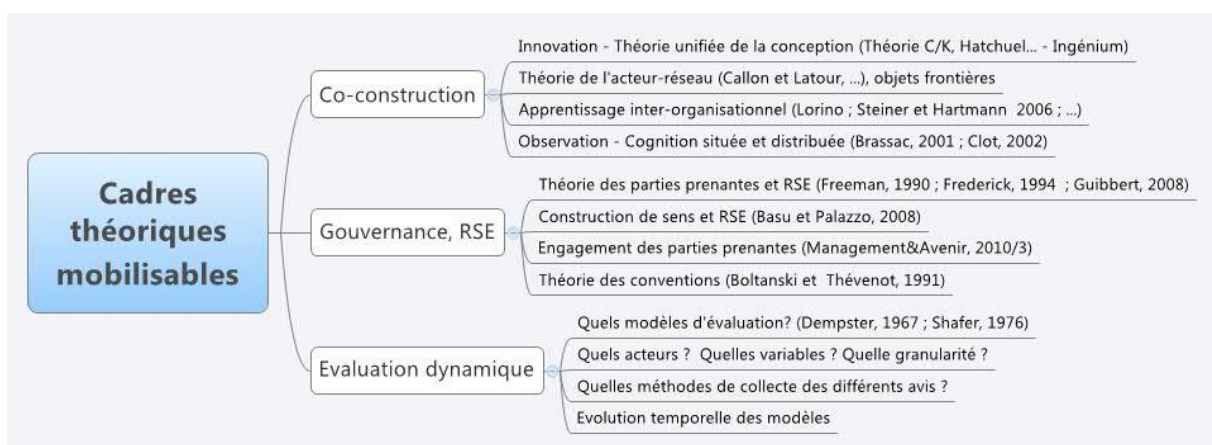 Cadres
théoriques
mobilisables
Co-construction
Innovation - Théorie unifiée de la conception (Théorie C/K, Hatchuel... - Ingénium)
Théorie de l'acteur-réseau (Callon et Latour, ...), objets frontières
Apprentissage inter-organisationnel (Lorino ; Steiner et Hartmann 2006 ; ...)
Observation - Cognition située et distribuée (Brassac, 2001 ; Clot, 2002)
Gouvernance, RSE
Théorie des parties prenantes et RSE (Freeman, 1990 ; Frederick, 1994 ; Guibbert, 2008)
Construction de sens et RSE (Basu et Palazzo, 2008)
Engagement des parties prenantes (Management&Avenir, 2010/3)
Théorie des conventions (Boltanski et Thévenot, 1991)
Evaluation dynamique
Quels modèles d'évaluation? (Dempster, 1967 ; Shafer, 1976)
Quels acteurs ? Quelles variables ? Quelle granularité ?
Quelles méthodes de collecte des différents avis ?
Evolution temporelle des modèles